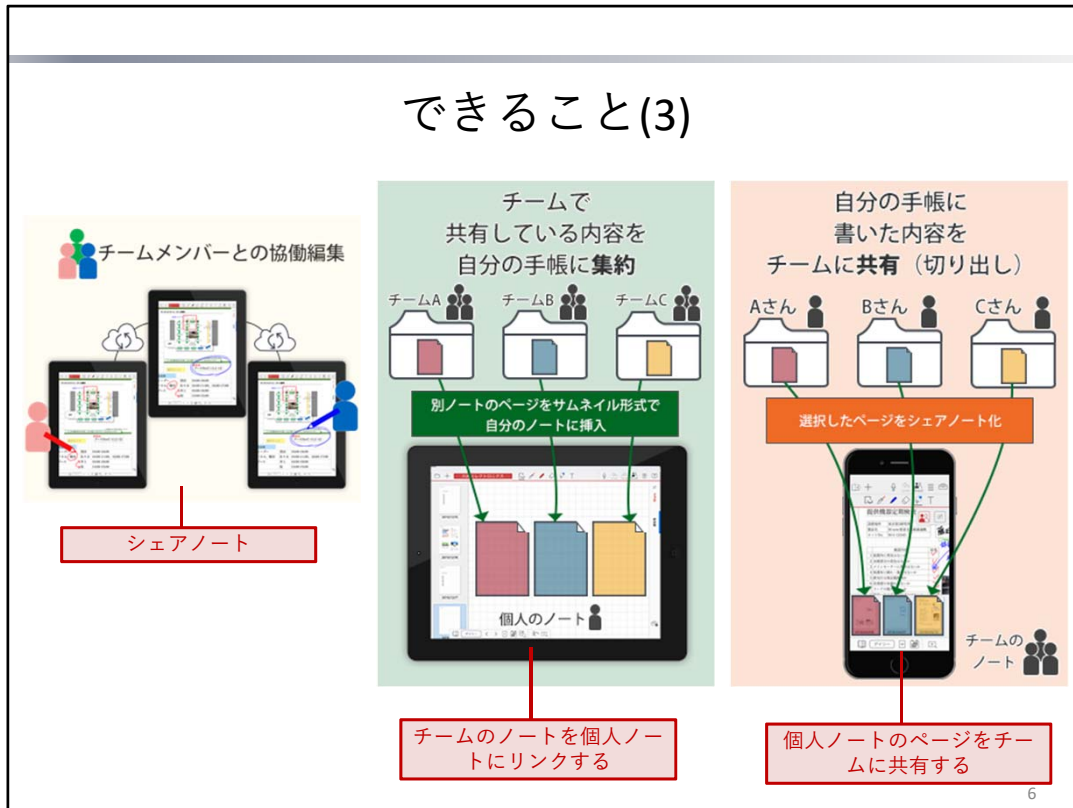 できること(3)
チームメンバーとの協働編集
シェアノート
チームで
共有している内容を
自分の手帳に集約
チームA
チームB
チームC
別ノートのページをサムネイル形式で
自分のノートに挿入
個人のノート
チームのノートを個人ノー
トにリンクする
自分の手帳に
書いた内容を
チームに共有（切り出し）
Aさん
Bさん
Cさん
選択したページをシェアノート化
チームの
ノート
個人ノートのページをチー
ムに共有する
6